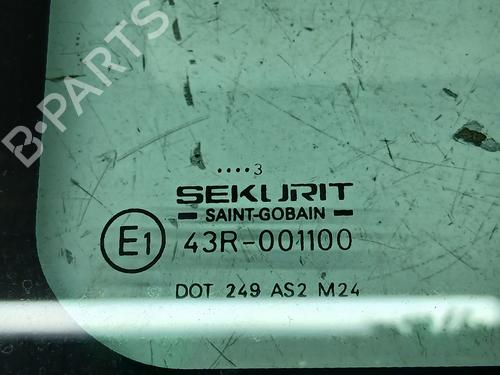 B-PARTS
....3
SEKURIT
SAINT-GOBAIN
E1 43R-001100
DOT 249 AS2 M24